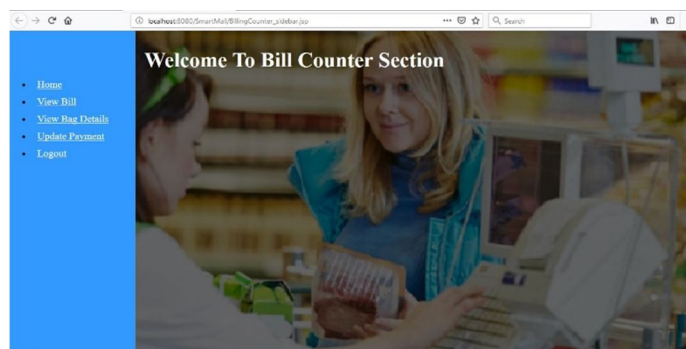 localhost:8080/SmartMall/BillingCounter_sidebar.jsp
Search
Welcome To Bill Counter Section
Home
View Bill
View Bag Details
Update Payment
Logout